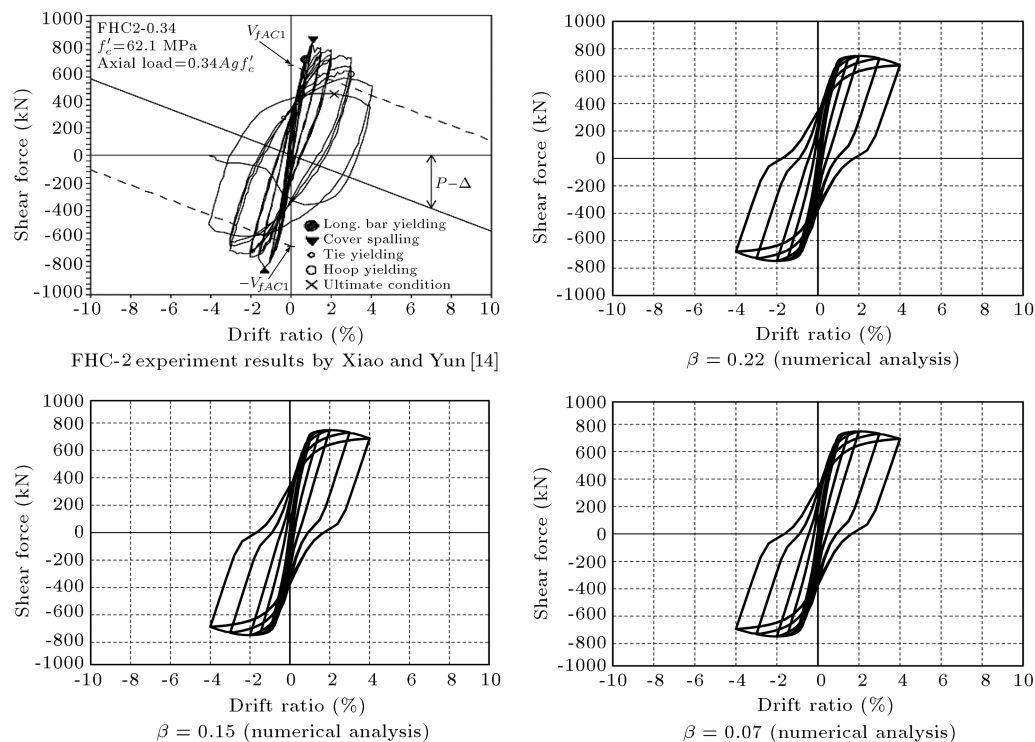 FHC2-0.34
f′c=62.1 MPa
Axial load=0.34Agf′c
VfAC1
Shear force (kN)
1000
800
600
400
200
0
-200
-400
-600
-800
-1000
P−Δ
Long. bar yielding
Cover spalling
Tie yielding
Hoop yielding
Ultimate condition
−VfAC1
-10 -8 -6 -4 -2 0 2 4 6 8 10
Drift ratio (%)
FHC-2 experiment results by Xiao and Yun [14]
Shear force (kN)
1000
800
600
400
200
0
-200
-400
-600
-800
-1000
-10 -8 -6 -4 -2 0 2 4 6 8 10
Drift ratio (%)
β = 0.22 (numerical analysis)
Shear force (kN)
1000
800
600
400
200
0
-200
-400
-600
-800
-1000
-10 -8 -6 -4 -2 0 2 4 6 8 10
Drift ratio (%)
β = 0.15 (numerical analysis)
Shear force (kN)
1000
800
600
400
200
0
-200
-400
-600
-800
-1000
-10 -8 -6 -4 -2 0 2 4 6 8 10
Drift ratio (%)
β = 0.07 (numerical analysis)